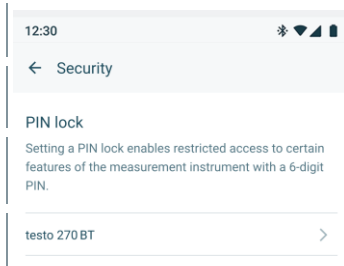 12:30
Security
PIN lock
Setting a PIN lock enables restricted access to certain
features of the measurement instrument with a 6-digit
PIN.
testo 270 BT